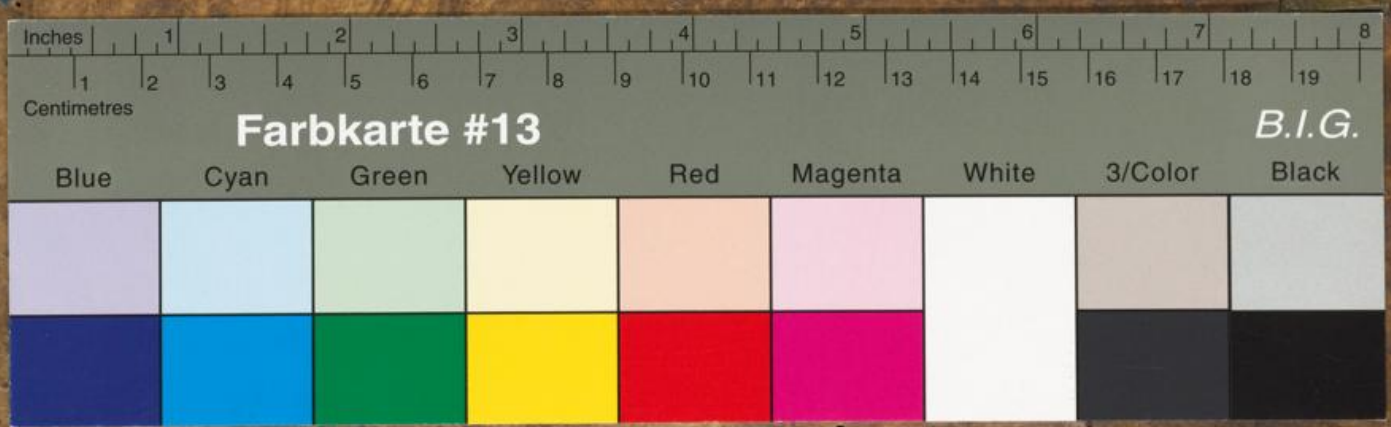 Inches 1 2 3 4 5 6 7 8
1 2 3 4 5 6 7 8 9 10 11 12 13 14 15 16 17 18 19
Centimetres
Farbkarte #13 B.I.G.
Blue Cyan Green Yellow Red Magenta White 3/Color Black